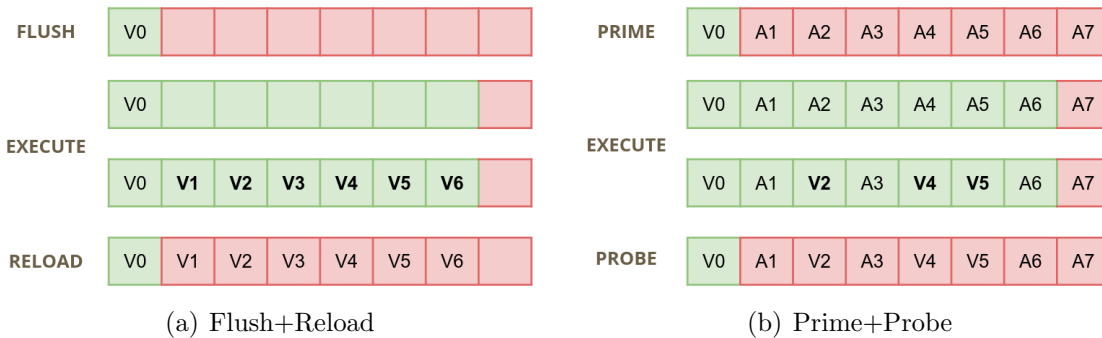 FLUSH V0
EXECUTE
V0
V0 V1 V2 V3 V4 V5 V6
RELOAD V0 V1 V2 V3 V4 V5 V6
(a) Flush+Reload
PRIME V0 A1 A2 A3 A4 A5 A6 A7
EXECUTE
V0 A1 A2 A3 A4 A5 A6 A7
V0 A1 V2 A3 V4 V5 A6 A7
PROBE V0 A1 V2 A3 V4 V5 A6 A7
(b) Prime+Probe